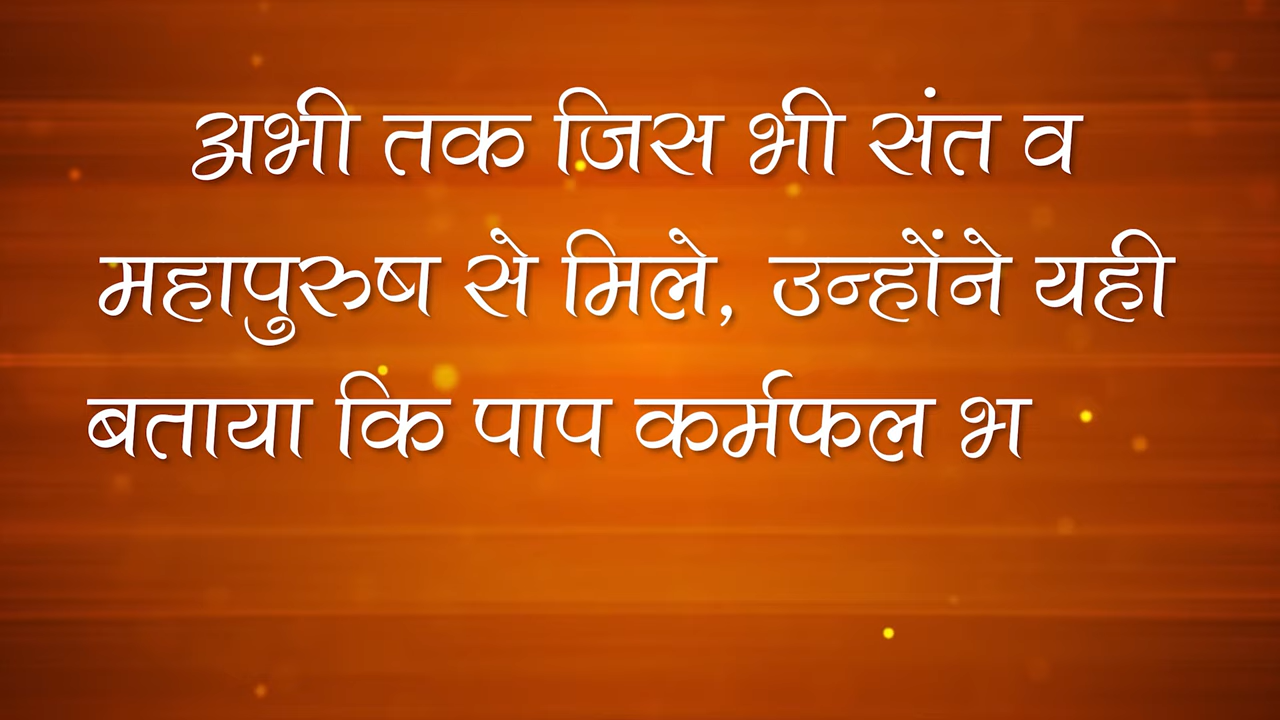 अभी तक जिस भी संत व
महापुरुष से मिले, उन्होंने यही
बताया कि पाप कर्मफल भ